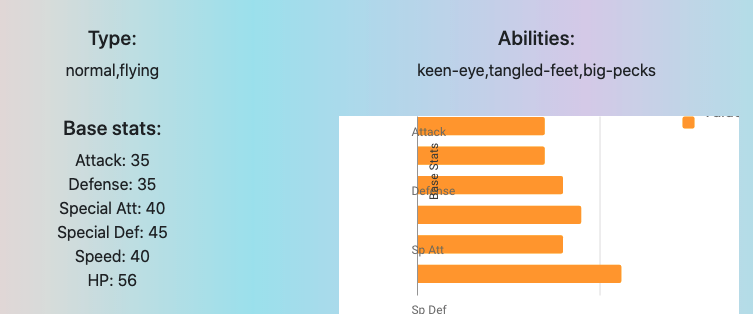 Type:
normal,flying
Abilities:
keen-eye,tangled-feet,big-pecks
Base stats:
Attack: 35
Defense: 35
Special Att: 40
Special Def: 45
Speed: 40
HP: 56
Attack
Base Stats
Defense
Sp Att
Sp Def